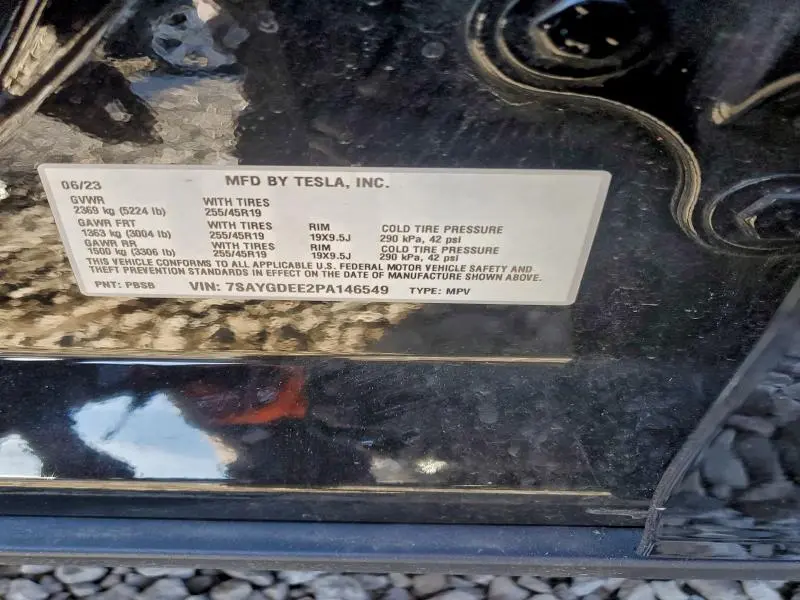 06/23 MFD BY TESLA, INC.
GVWR WITH TIRES
2369 kg (5224 lb) 255/45R19
GAWR FRT WITH TIRES RIM COLD TIRE PRESSURE
1363 kg (3004 lb) 255/45R19 19X9.5J 290 kPa, 42 psi
GAWR RR WITH TIRES RIM COLD TIRE PRESSURE
1500 kg (3306 lb) 255/45R19 19X9.5J 290 kPa, 42 psi
THIS VEHICLE CONFORMS TO ALL APPLICABLE U.S. FEDERAL MOTOR VEHICLE SAFETY AND
THEFT PREVENTION STANDARDS IN EFFECT ON THE DATE OF MANUFACTURE SHOWN ABOVE.
PNT: PBSB VIN: 7SAYGDEE2PA146549 TYPE: MPV